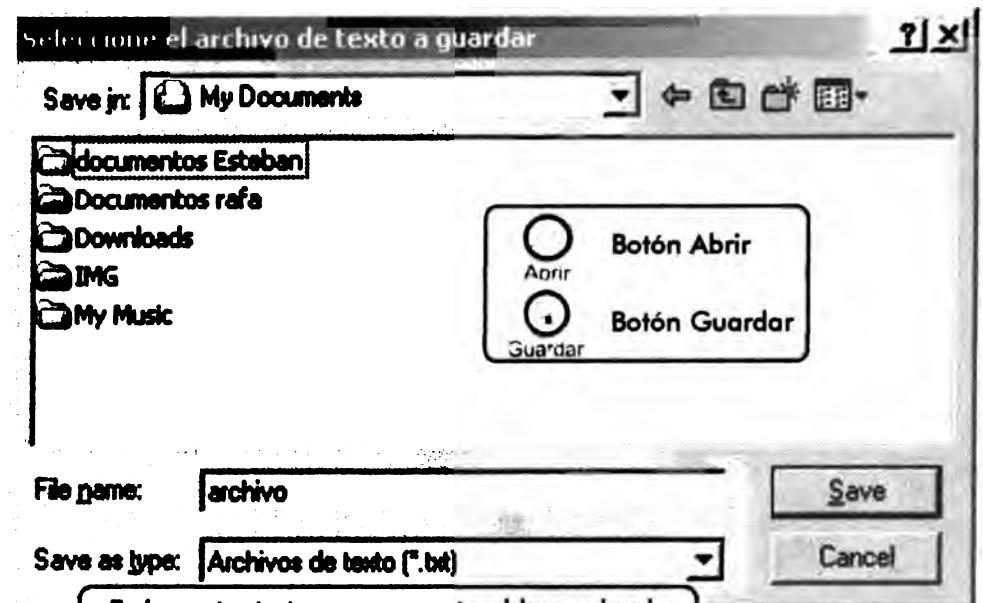 Seleccione el archivo de texto a guardar
Save in: My Documents
documentos Esteban
Documentos rafa
Downloads
IMG
My Music
Abrir Botón Abrir
Guardar Botón Guardar
File name: archivo Save
Save as type: Archivos de texto (*.txt) Cancel